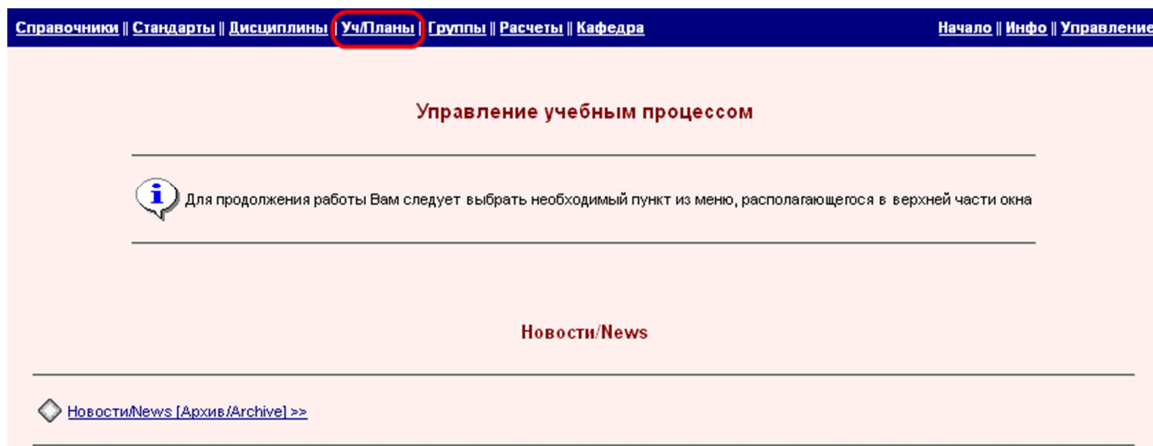 Справочники || Стандарты || Дисциплины || Уч/Планы || Группы || Расчеты || Кафедра Начало || Инфо || Управление
Управление учебным процессом
Для продолжения работы Вам следует выбрать необходимый пункт из меню, располагающегося в верхней части окна
Новости/News
Новости/News [Архив/Archive] >>